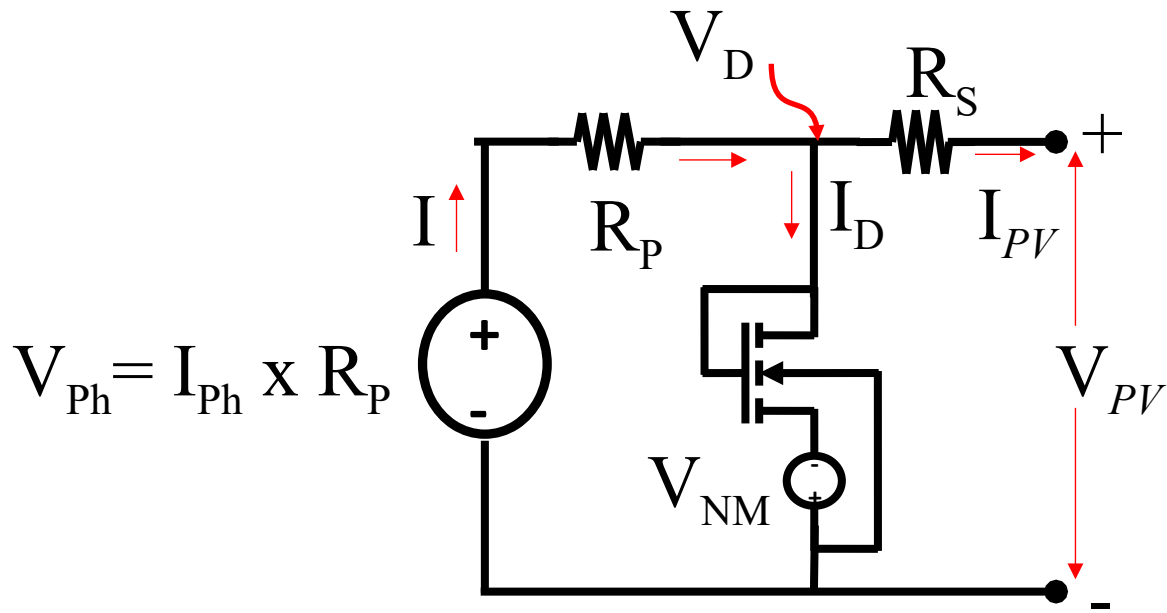 V_D
R_S
+
I
R_P
I_D
I_PV
+
-
V_Ph= I_Ph x R_P
V_PV
V_NM
-
+
-